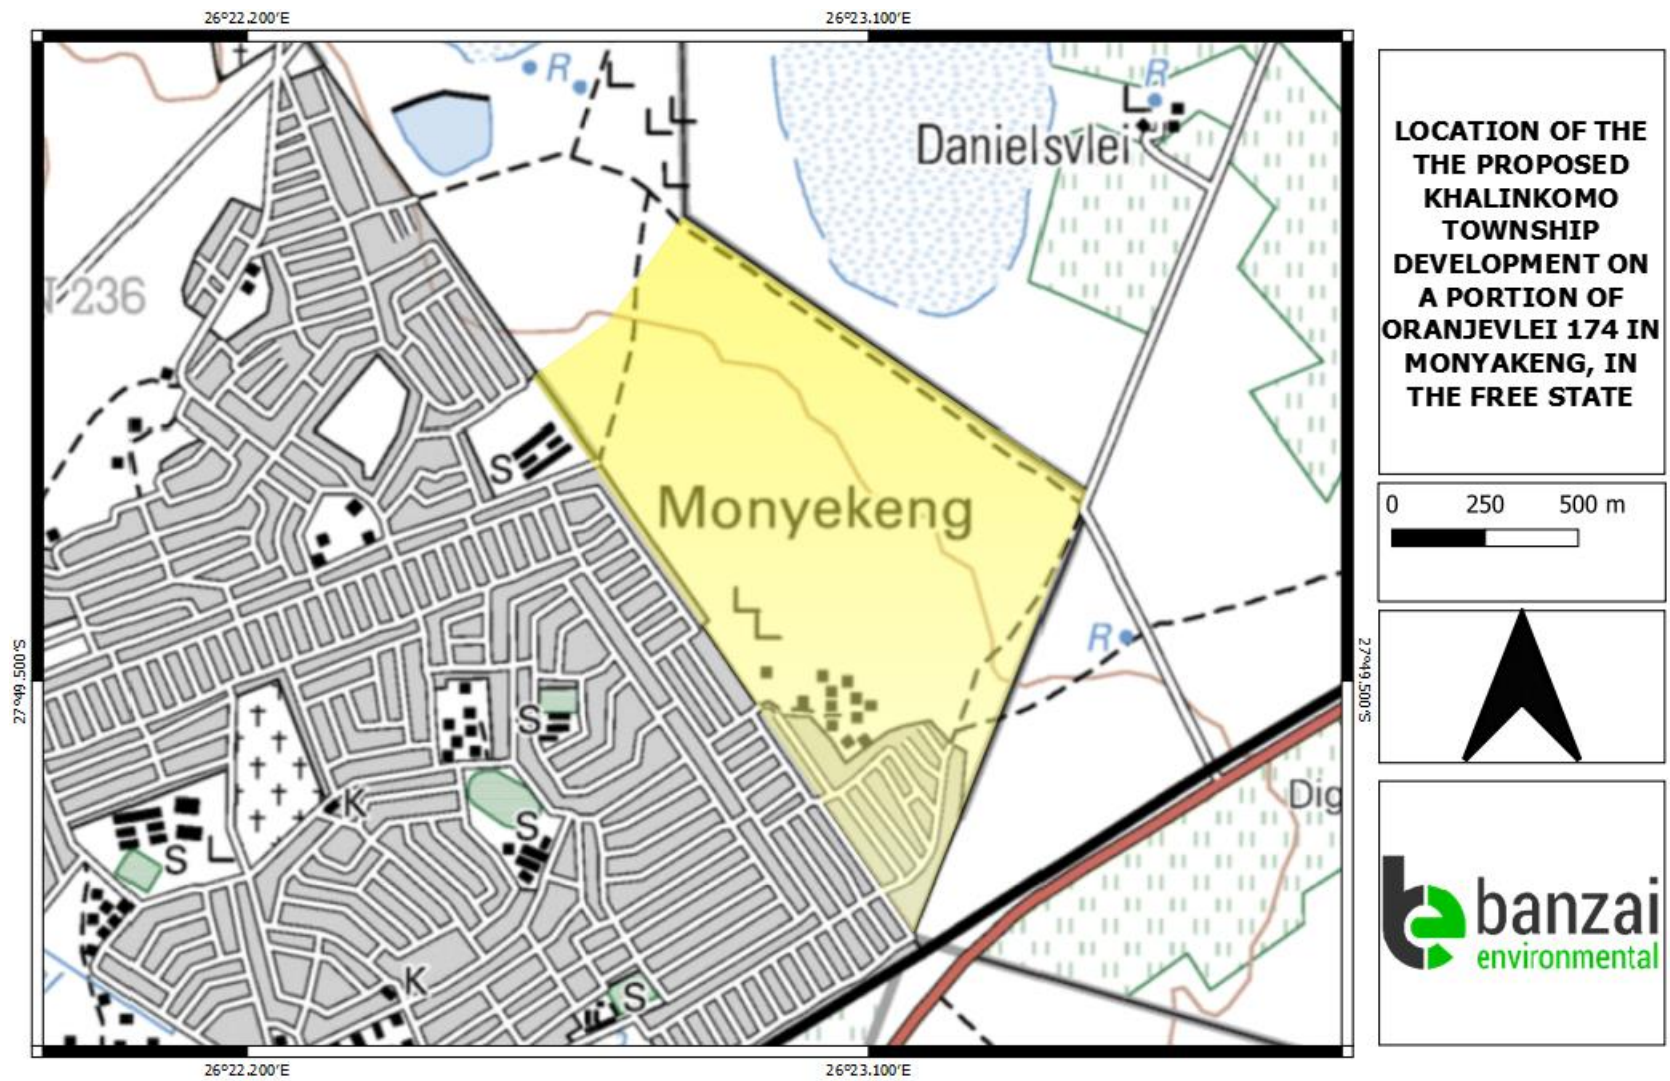 26°22.200'E
26°23.100'E
R
R
Danielsvlei
236
S
Monyekeng
R
27°49.500'S
27°49.500'S
S
K
S
S
Dig
K
S
26°22.200'E
26°23.100'E
LOCATION OF THE
THE PROPOSED
KHALINKOMO
TOWNSHIP
DEVELOPMENT ON
A PORTION OF
ORANJEVLEI 174 IN
MONYAKENG, IN
THE FREE STATE
0 250 500 m
banzai
environmental